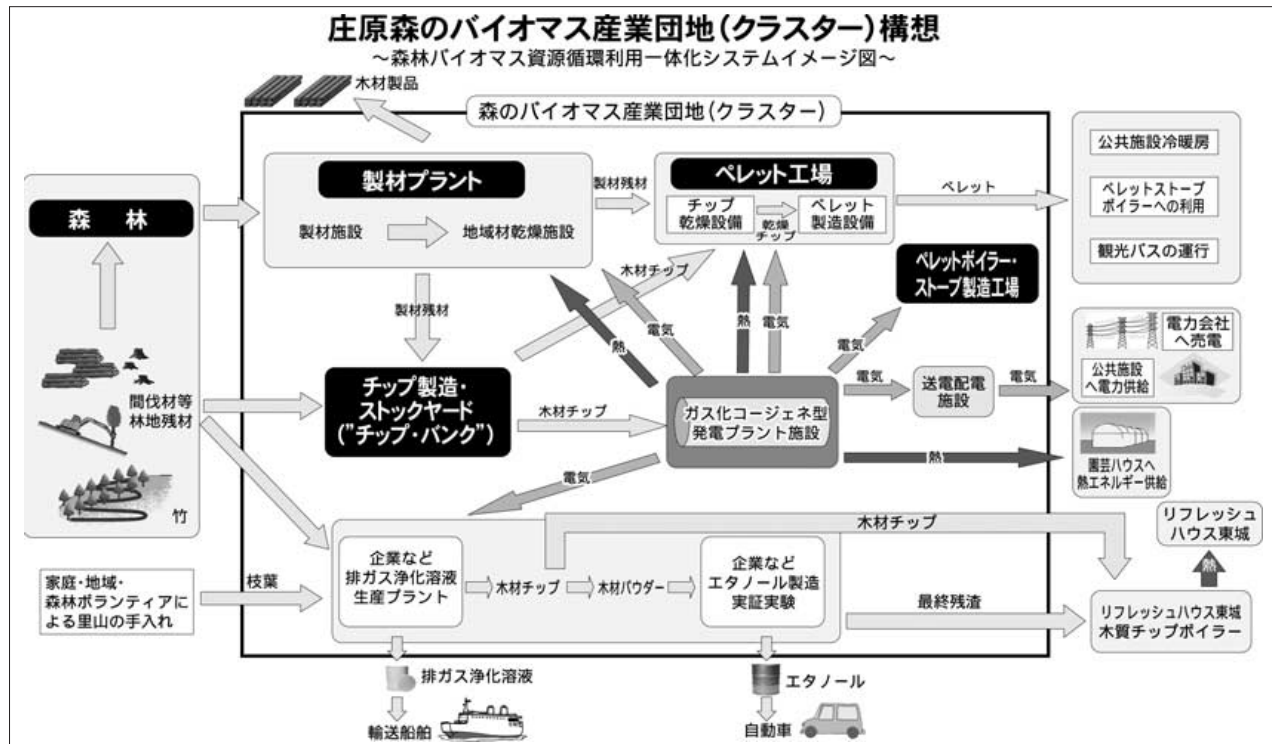 庄原森のバイオマス産業団地(クラスター)構想
～森林バイオマス資源循環利用一体化システムイメージ図～
木材製品
森のバイオマス産業団地(クラスター)
森　林
間伐材等
林地残材
竹
製材プラント
製材施設
地域材乾燥施設
製材残材
ペレット工場
チップ
乾燥設備
乾燥
チップ
ペレット
製造設備
ペレット
公共施設冷暖房
ペレットストーブ
ボイラーへの利用
観光バスの運行
製材残材
木材チップ
熱
電気
熱
電気
電気
ペレットボイラー・
ストーブ製造工場
チップ製造・
ストックヤード
("チップ・バンク")
木材チップ
ガス化コージェネ型
発電プラント施設
電気
送電配電
施設
電気
電力会社
へ売電
公共施設
へ電力供給
熱
園芸ハウスへ
熱エネルギー供給
電気
家庭・地域・
森林ボランティアに
よる里山の手入れ
枝葉
企業など
排ガス浄化溶液
生産プラント
木材チップ
木材パウダー
企業など
エタノール製造
実証実験
木材チップ
最終残渣
リフレッシュ
ハウス東城
熱
リフレッシュハウス東城
木質チップボイラー
排ガス浄化溶液
輸送船舶
エタノール
自動車